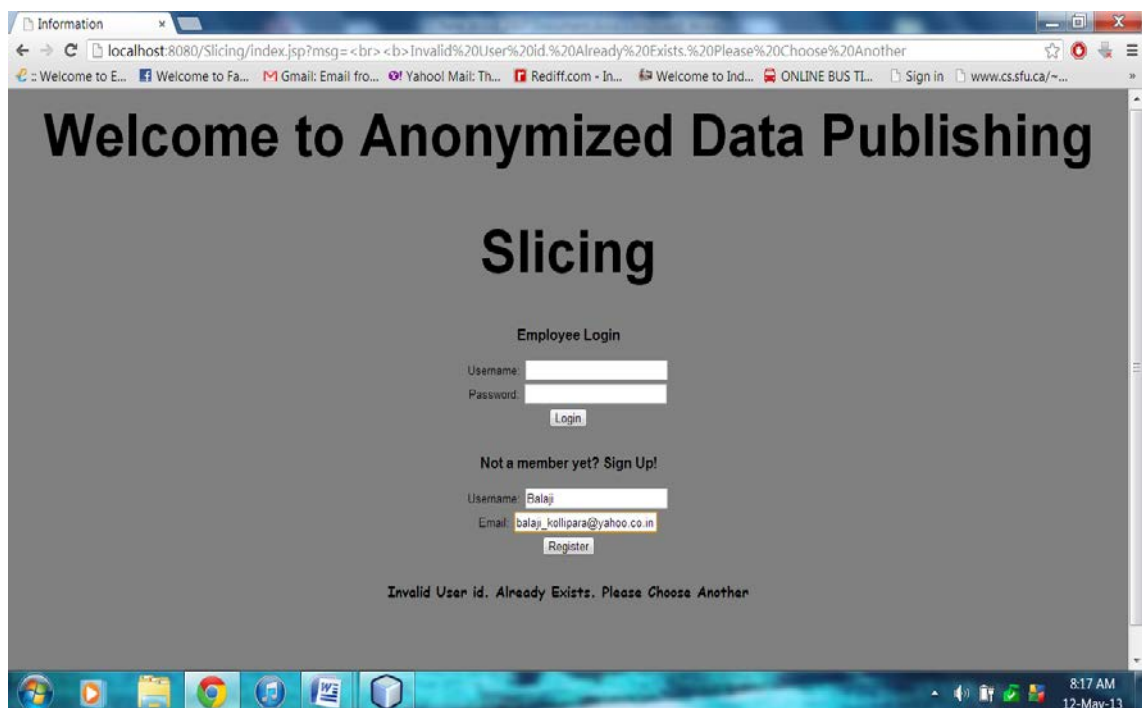 Information
localhost:8080/Slicing/index.jsp?msg=<br><b>Invalid%20User%20id.%20Already%20Exists.%20Please%20Choose%20Another
:: Welcome to E... Welcome to Fa... Gmail: Email fro... Yahoo! Mail: Th... Rediff.com - In... Welcome to Ind... ONLINE BUS TI... Sign in www.cs.sfu.ca/~... »
Welcome to Anonymized Data Publishing
Slicing
Employee Login
Username:
Password:
Login
Not a member yet? Sign Up!
Username: Balaji
Email: balaji_kollipara@yahoo.co.in
Register
Invalid User id. Already Exists. Please Choose Another
8:17 AM
12-May-13